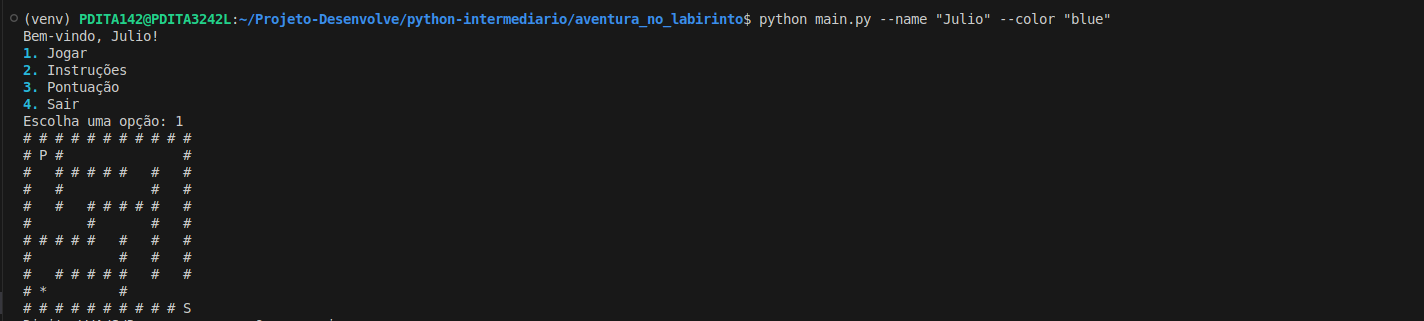 (venv) PDITA142@PDITA3242L:~/Projeto-Desenvolve/python-intermediario/aventura_no_labirinto$ python main.py --name "Julio" --color "blue"
Bem-vindo, Julio!
1. Jogar
2. Instruções
3. Pontuação
4. Sair
Escolha uma opção: 1
# # # # # # # # # # #
# P #               #
#   # # # # #   #   #
#   #           #   #
#   #   # # # # #   #
#       #       #   #
# # # # #   #   #   #
#           #   #   #
#   # # # # #   #   #
# *         #
# # # # # # # # # # S